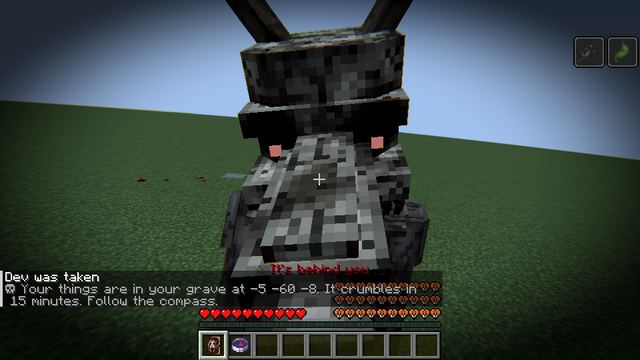 It's behind you
Dev was taken
☠ Your things are in your grave at -5 -60 -8. It crumbles in
15 minutes. Follow the compass.